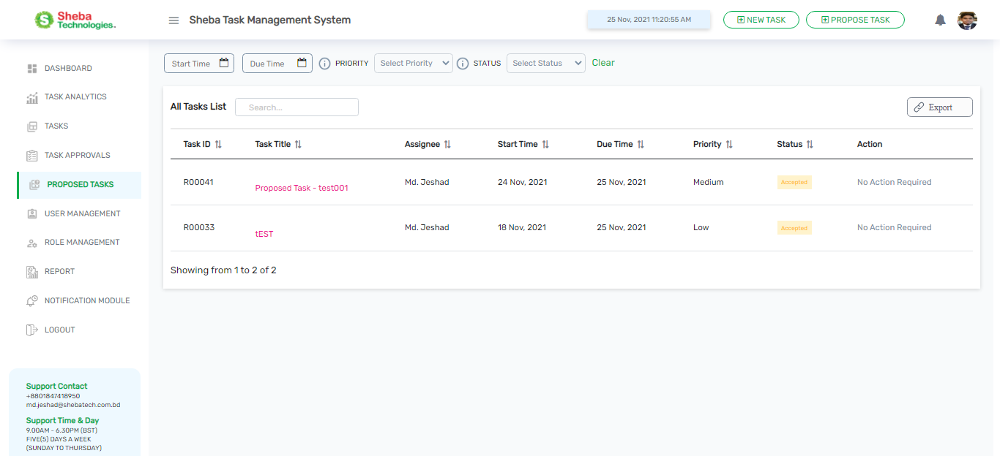 Sheba
Technologies.
Sheba Task Management System
25 Nov, 2021 11:20:55 AM
NEW TASK
PROPOSE TASK
DASHBOARD
TASK ANALYTICS
TASKS
TASK APPROVALS
PROPOSED TASKS
USER MANAGEMENT
ROLE MANAGEMENT
REPORT
NOTIFICATION MODULE
LOGOUT
Support Contact
+8801847418950
md.jeshad@shebatech.com.bd
Support Time & Day
9.00AM - 6.30PM (BST)
FIVE(5) DAYS A WEEK
(SUNDAY TO THURSDAY)
Start Time Due Time PRIORITY Select Priority STATUS Select Status Clear
All Tasks List Search... Export
Task ID Task Title Assignee Start Time Due Time Priority Status Action
R00041 Proposed Task - test001 Md. Jeshad 24 Nov, 2021 25 Nov, 2021 Medium Accepted No Action Required
R00033 tEST Md. Jeshad 18 Nov, 2021 25 Nov, 2021 Low Accepted No Action Required
Showing from 1 to 2 of 2